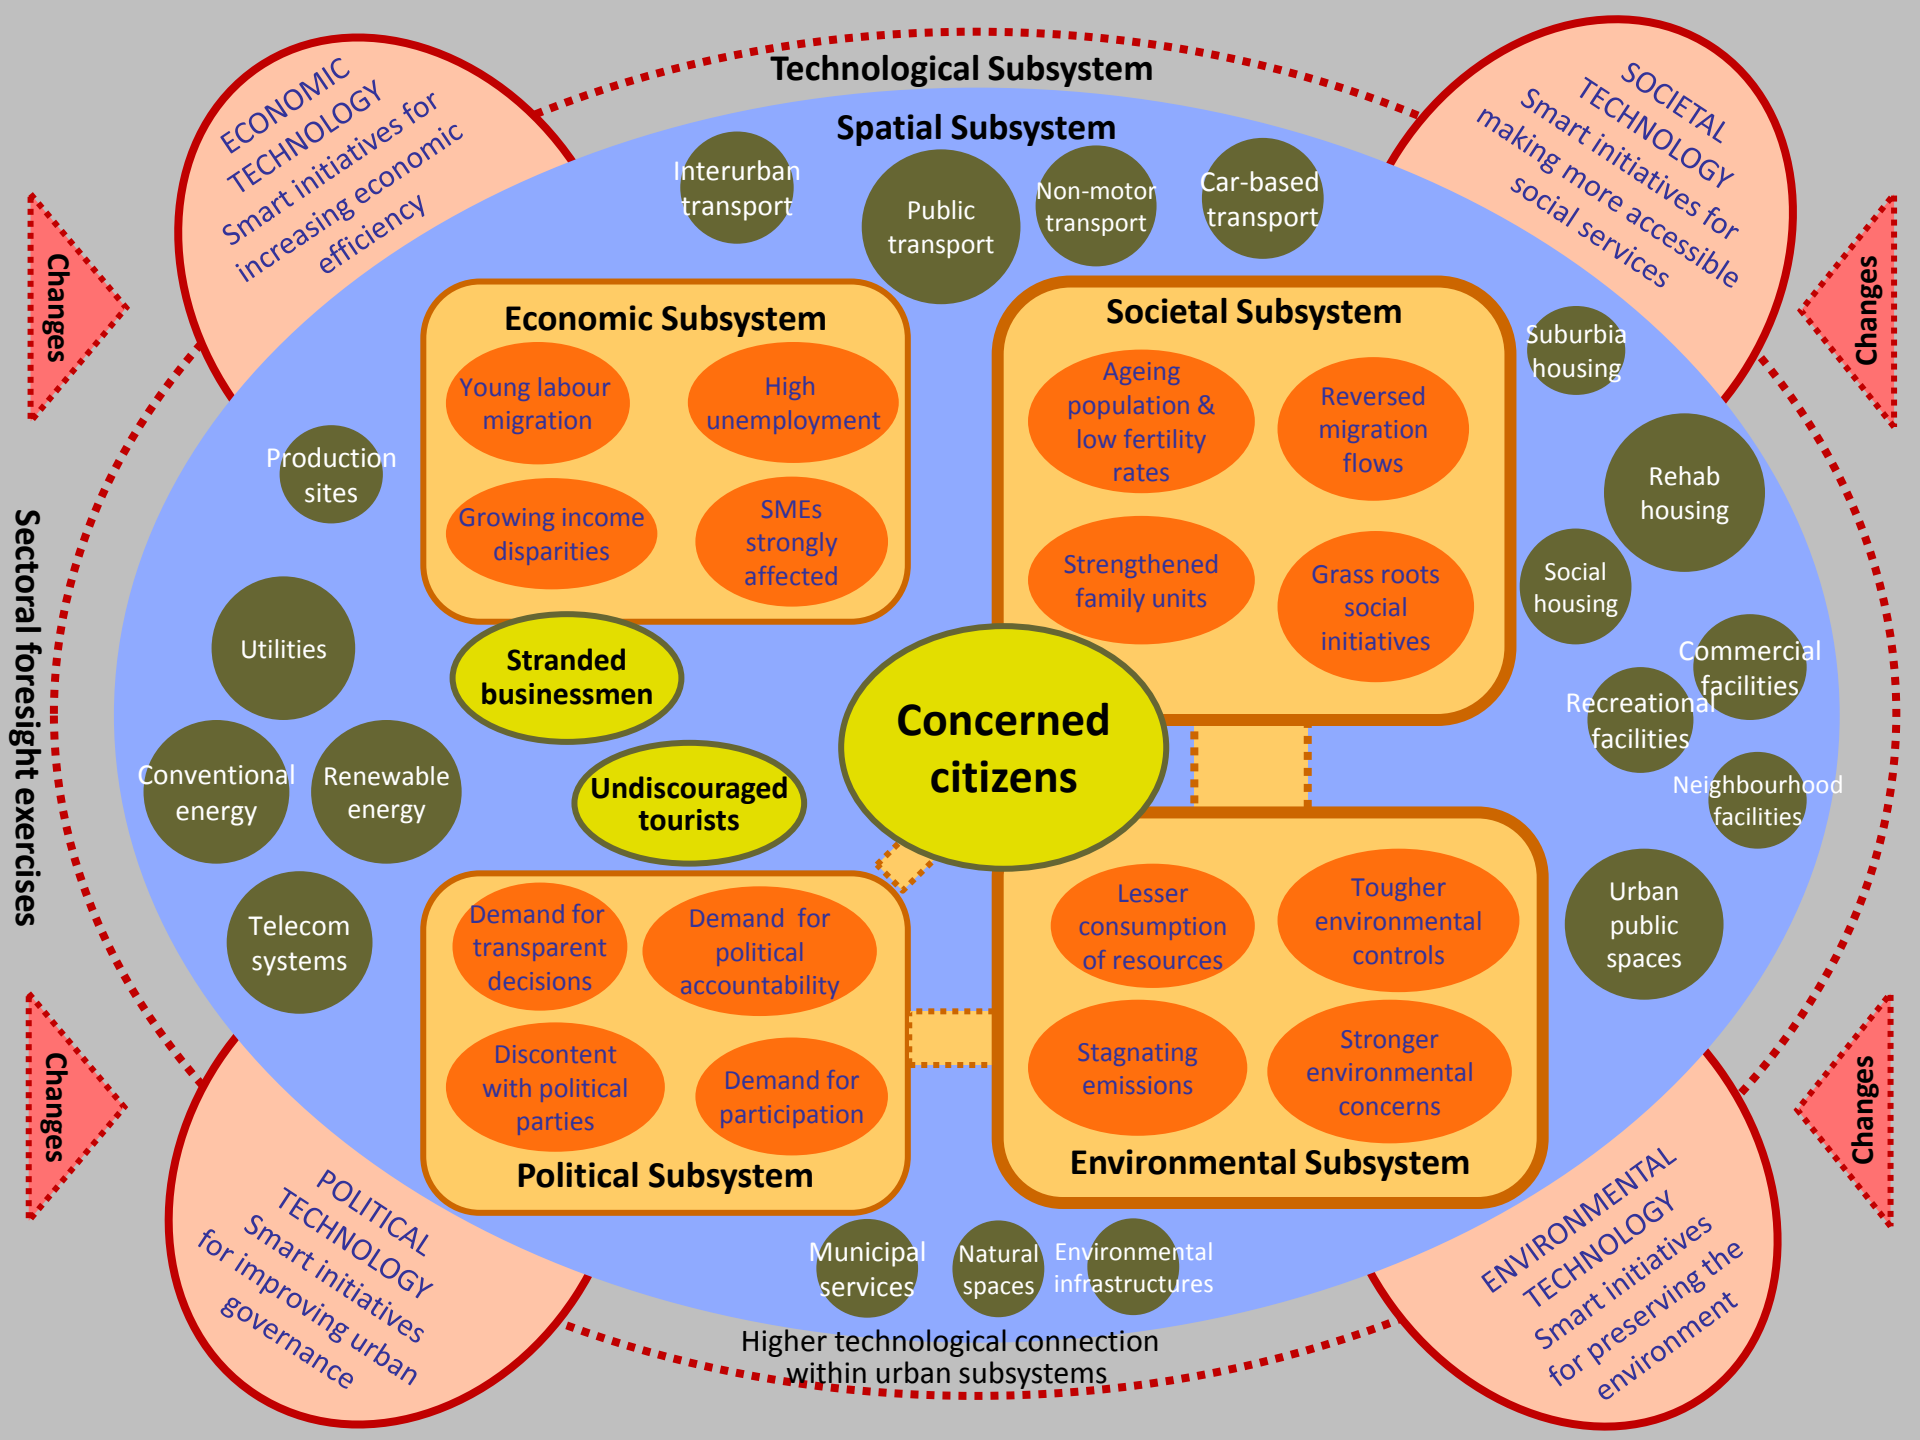 Technological Subsystem
Spatial Subsystem
ECONOMIC
TECHNOLOGY
Smart initiatives for
increasing economic
efficiency
SOCIETAL
TECHNOLOGY
Smart initiatives for
making more accessible
social services
Changes
Changes
Interurban
transport
Public
transport
Non-motor
transport
Car-based
transport
Economic Subsystem
Young labour
migration
High
unemployment
Growing income
disparities
SMEs
strongly
affected
Societal Subsystem
Ageing
population &
low fertility
rates
Reversed
migration
flows
Strengthened
family units
Grass roots
social
initiatives
Suburbia
housing
Rehab
housing
Social
housing
Commercial
facilities
Recreational
facilities
Neighbourhood
facilities
Urban
public
spaces
Production
sites
Utilities
Conventional
energy
Renewable
energy
Telecom
systems
Sectoral foresight exercises
Stranded
businessmen
Undiscouraged
tourists
Concerned
citizens
Demand for
transparent
decisions
Demand  for
political
accountability
Discontent
with political
parties
Demand for
participation
Political Subsystem
Lesser
consumption
of resources
Tougher
environmental
controls
Stagnating
emissions
Stronger
environmental
concerns
Environmental Subsystem
Changes
Changes
POLITICAL
TECHNOLOGY
Smart initiatives
for improving urban
governance
ENVIRONMENTAL
TECHNOLOGY
Smart initiatives
for preserving the
environment
Municipal
services
Natural
spaces
Environmental
infrastructures
Higher technological connection
within urban subsystems